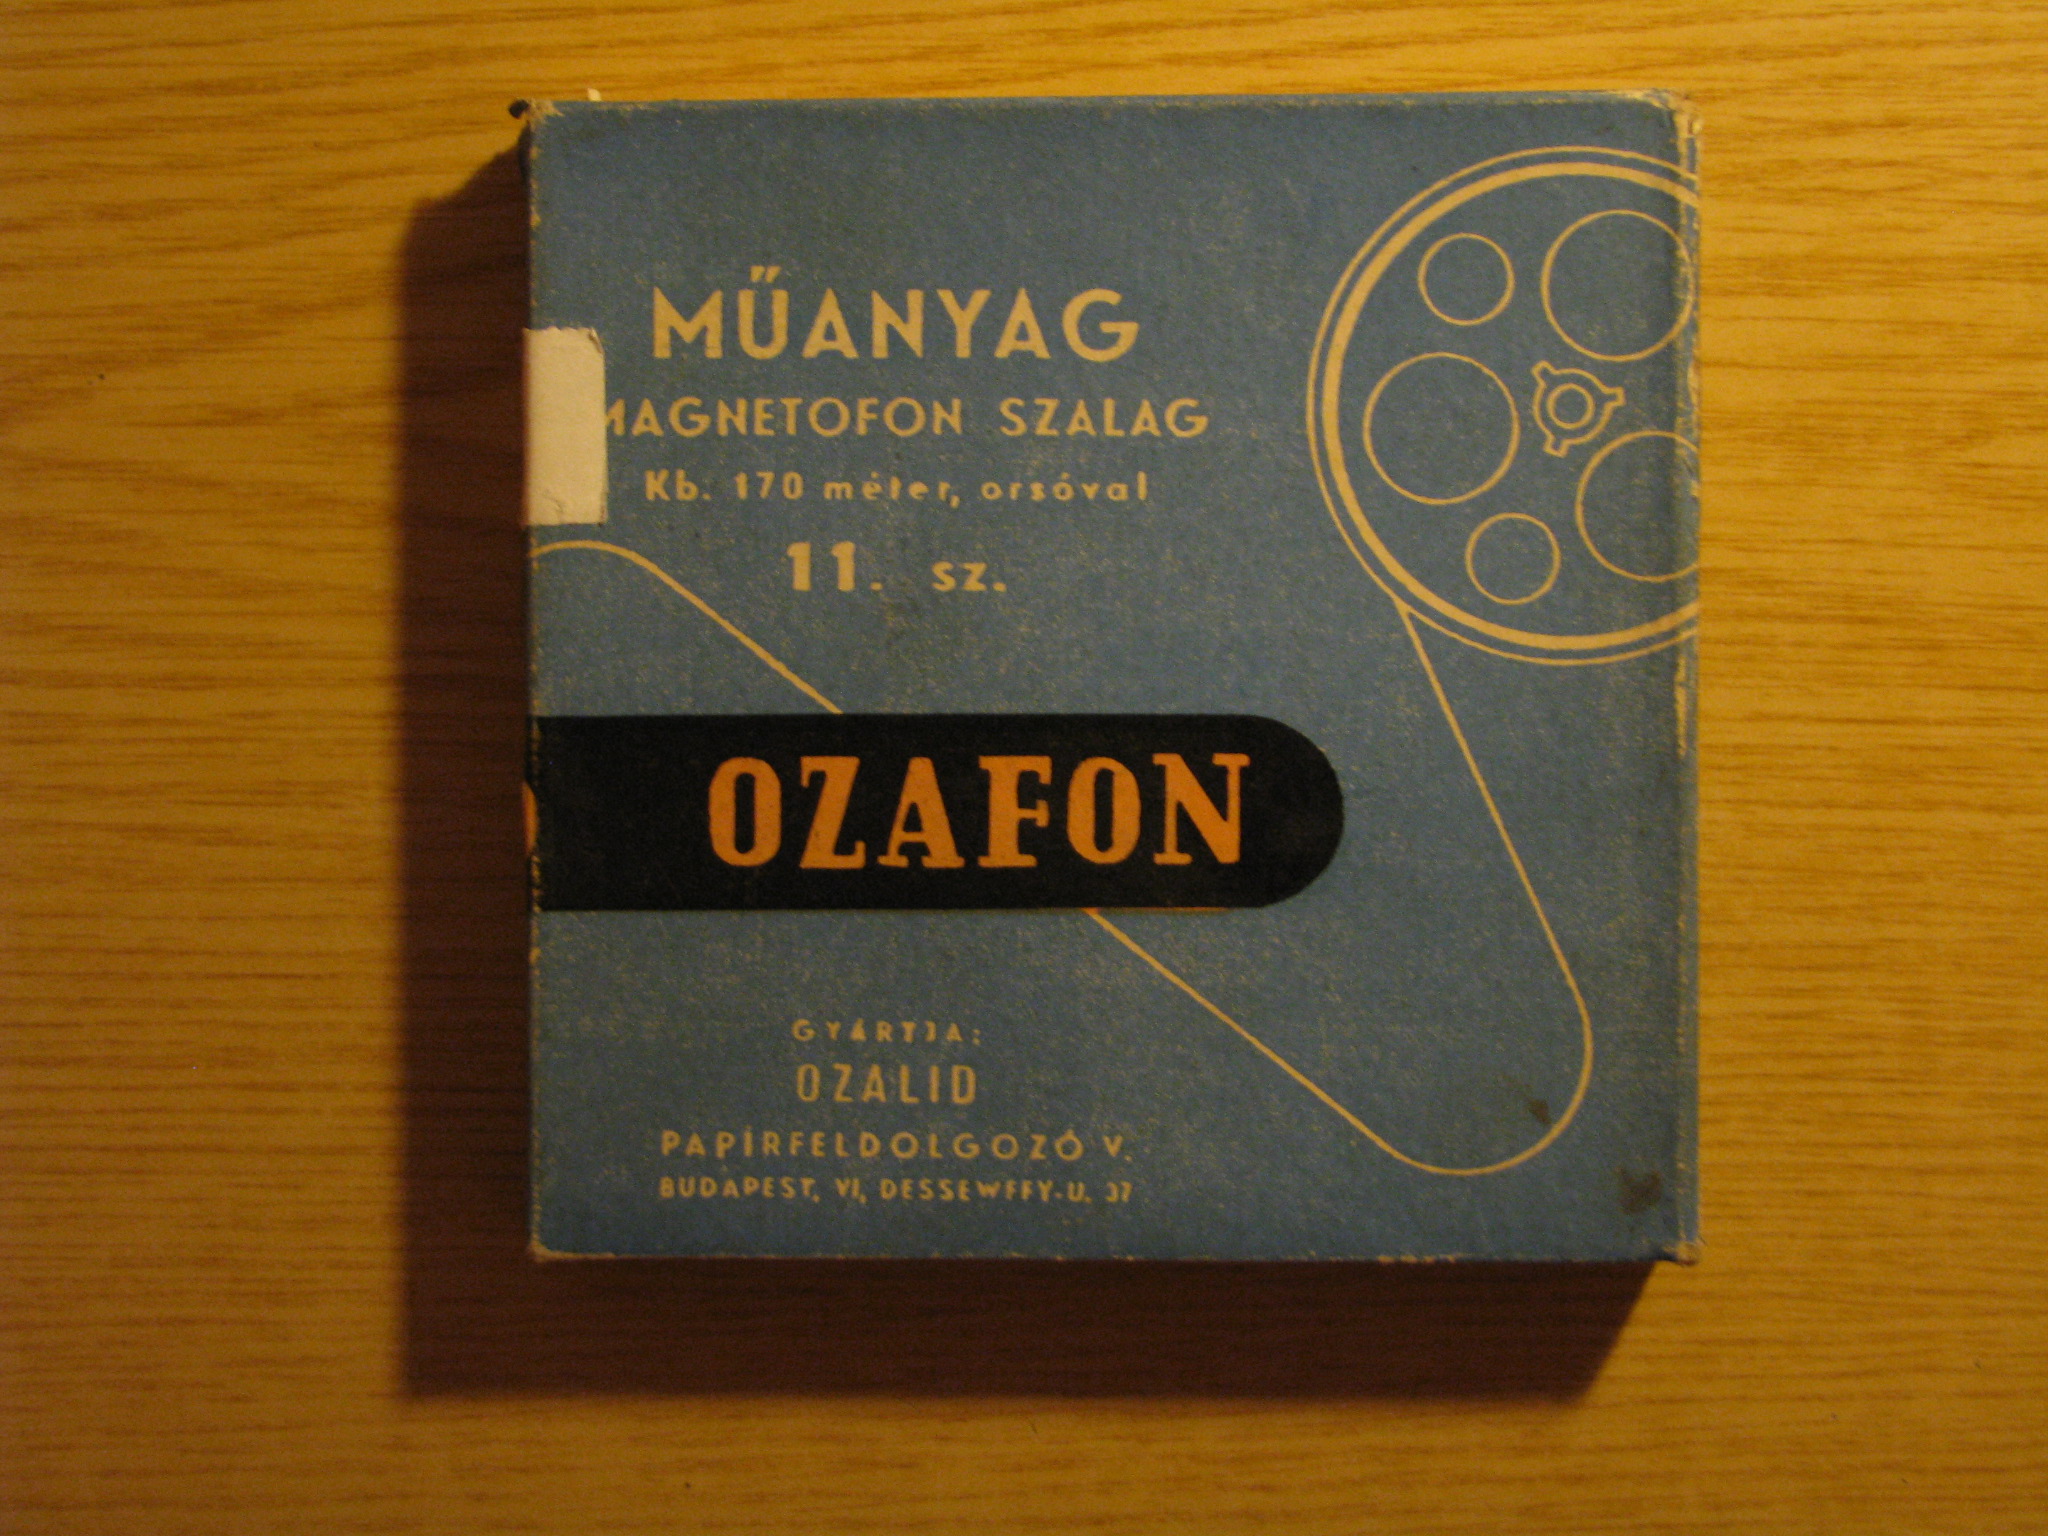 MŰANYAG
MAGNETOFON SZALAG
Kb. 170 méter, orsóval
11. sz.
OZAFON
GYÁRTJA:
OZALID
PAPÍRFELDOLGOZÓ V.
BUDAPEST, VI, DESSEWFFY-U. 37